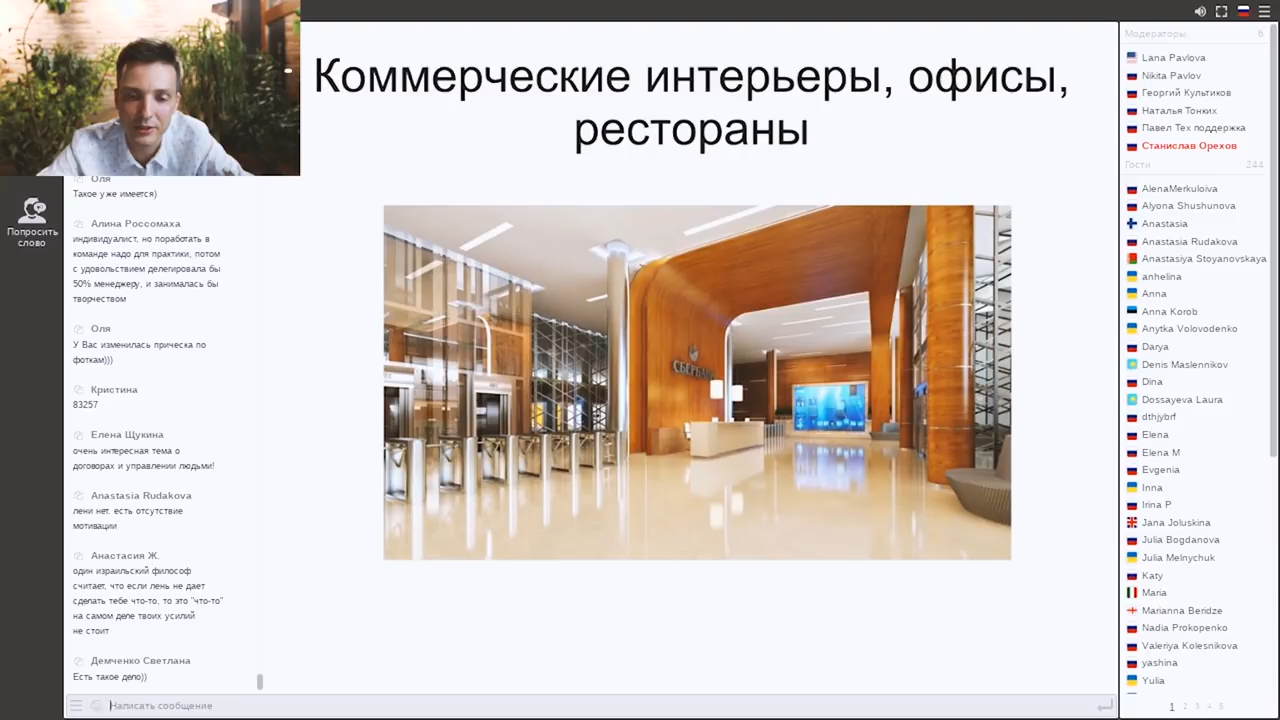 Коммерческие интерьеры, офисы,
рестораны
СБЕРБАНК
Попросить
слово
Оля
Такое уже имеется)
Алина Россомаха
индивидуалист, но поработать в
команде надо для практики, потом
с удовольствием делегировала бы
50% менеджеру, и занималась бы
творчеством
Оля
У Вас изменилась прическа по
фоткам)))
Кристина
83257
Елена Щукина
очень интересная тема о
договорах и управлении людьми!
Anastasia Rudakova
лени нет. есть отсутствие
мотивации
Анастасия Ж.
один израильский философ
считает, что если лень не дает
сделать тебе что-то, то это "что-то"
на самом деле твоих усилий
не стоит
Демченко Светлана
Есть такое дело))
Написать сообщение
Модераторы 6
Lana Pavlova
Nikita Pavlov
Георгий Культиков
Наталья Тонких
Павел Тех поддержка
Станислав Орехов
Гости 244
AlenaMerkuloiva
Alyona Shushunova
Anastasia
Anastasia Rudakova
Anastasiya Stoyanovskaya
anhelina
Anna
Anna Korob
Anytka Volovodenko
Darya
Denis Maslennikov
Dina
Dossayeva Laura
dthjybrf
Elena
Elena M
Evgenia
Inna
Irina P
Jana Joluskina
Julia Bogdanova
Julia Melnychuk
Katy
Maria
Marianna Beridze
Nadia Prokopenko
Valeriya Kolesnikova
yashina
Yulia
1 2 3 4 5